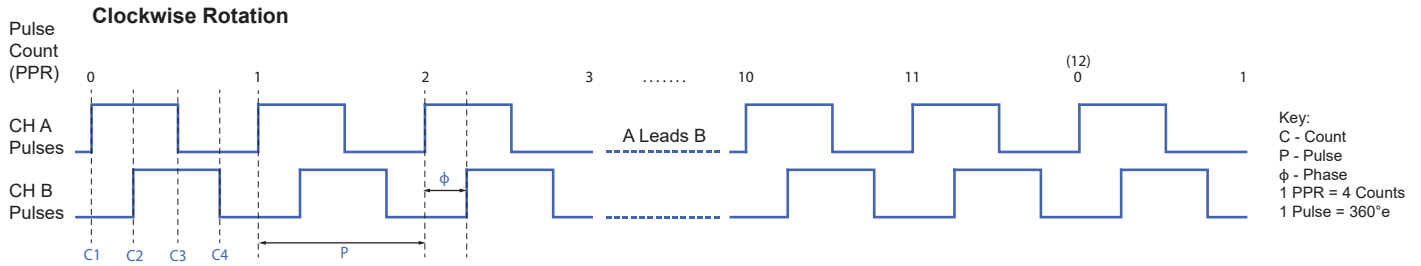 Clockwise Rotation
Pulse
Count
(PPR)
0 1 2 3 ....... 10 11 (12) 0 1
CH A
Pulses
A Leads B
CH B
Pulses
ϕ
C1 C2 C3 C4 P
Key:
C - Count
P - Pulse
ϕ - Phase
1 PPR = 4 Counts
1 Pulse = 360°e